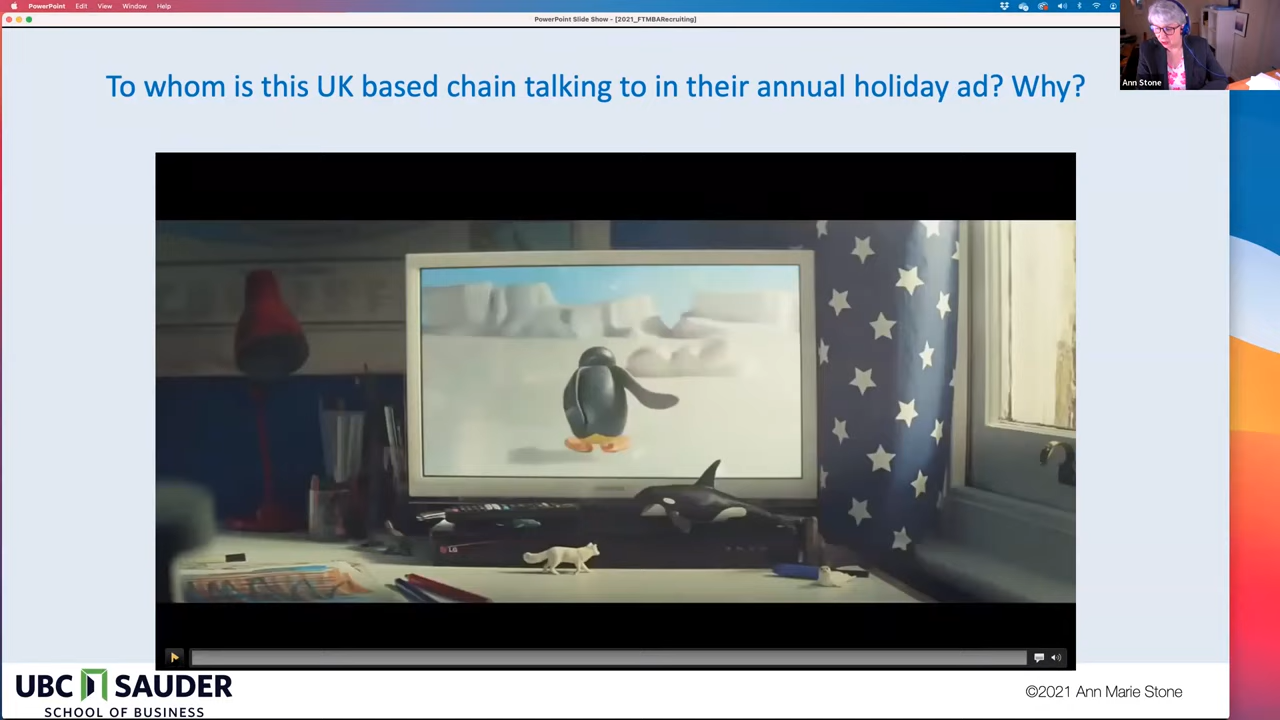 PowerPoint Edit View Window Help
PowerPoint Slide Show - [2021_FTMBARecruiting]
Ann Stone
To whom is this UK based chain talking to in their annual holiday ad? Why?
LG
UBC SAUDER
SCHOOL OF BUSINESS
©2021 Ann Marie Stone